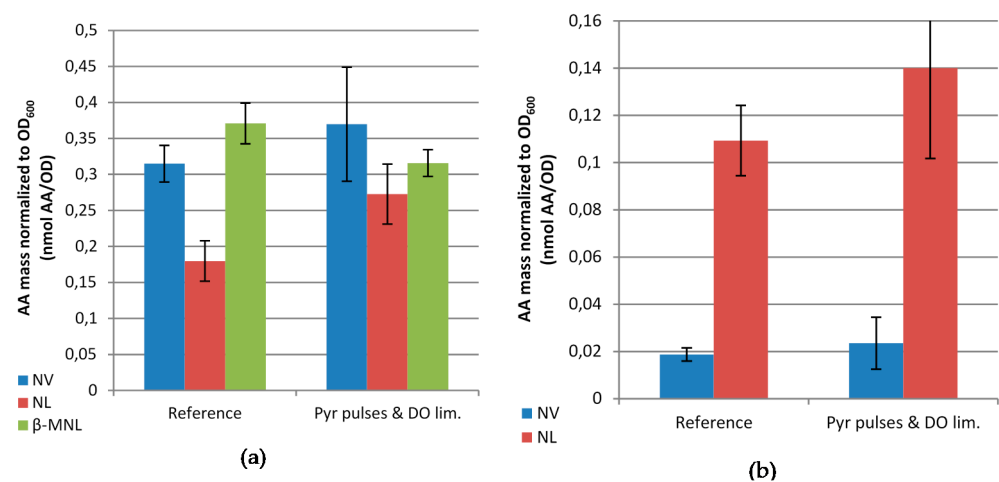 AA mass normalized to OD600
(nmol AA/OD)
0,5
0,45
0,4
0,35
0,3
0,25
0,2
0,15
0,1
0,05
0
NV
NL
β-MNL
Reference
Pyr pulses & DO lim.
(a)
AA mass normalized to OD600
(nmol AA/OD)
0,16
0,14
0,12
0,1
0,08
0,06
0,04
0,02
0
NV
NL
Reference
Pyr pulses & DO lim.
(b)